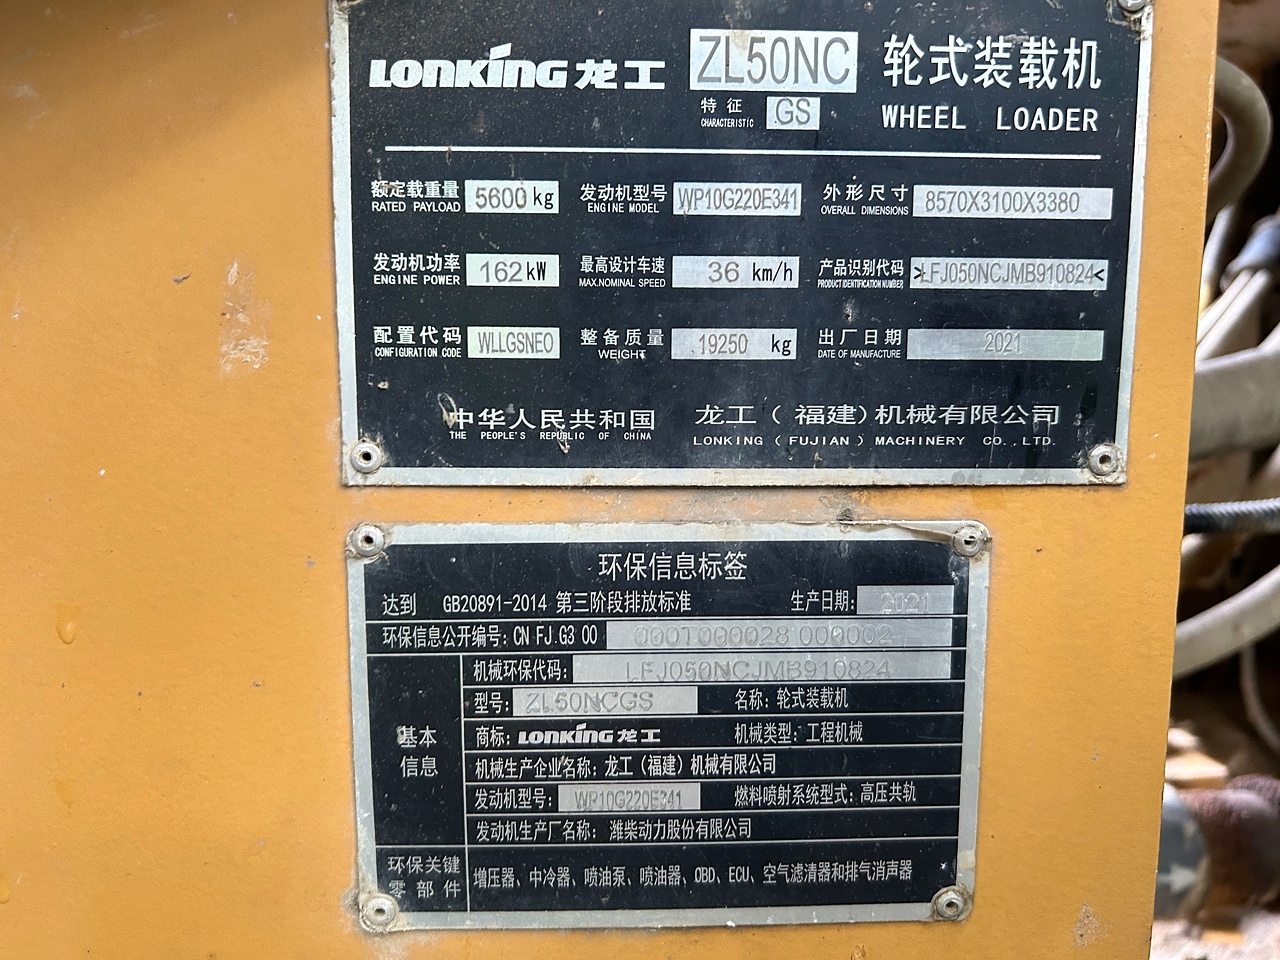 LONKING 龙工 ZL50NC 轮式装载机
特征 CHARACTERISTIC GS WHEEL LOADER
额定载重量 RATED PAYLOAD 5600 kg 发动机型号 ENGINE MODEL WP10G220E341 外形尺寸 OVERALL DIMENSIONS 8570X3100X3380
发动机功率 ENGINE POWER 162 kW 最高设计车速 MAX.NOMINAL SPEED 36 km/h 产品识别代码 PRODUCT IDENTIFICATION NUMBER >LFJ050NCJMB910824<
配置代码 CONFIGURATION CODE WLLGSNEO 整备质量 WEIGHT 19250 kg 出厂日期 DATE OF MANUFACTURE 2021
中华人民共和国 龙工（福建）机械有限公司
THE PEOPLE'S REPUBLIC OF CHINA LONKING ( FUJIAN ) MACHINERY CO.,LTD.
环保信息标签
达到 GB20891-2014 第三阶段排放标准 生产日期: 2021
环保信息公开编号: CN FJ.G3 00 0001000028 000002
机械环保代码: LFJ050NCJMB910824
型号: ZL50NCGS 名称: 轮式装载机
基本信息 商标: LONKING 龙工 机械类型: 工程机械
机械生产企业名称: 龙工（福建）机械有限公司
发动机型号: WP10G220E341 燃料喷射系统型式: 高压共轨
发动机生产厂名称: 潍柴动力股份有限公司
环保关键零部件 增压器、中冷器、喷油泵、喷油器、OBD、ECU、空气滤清器和排气消声器